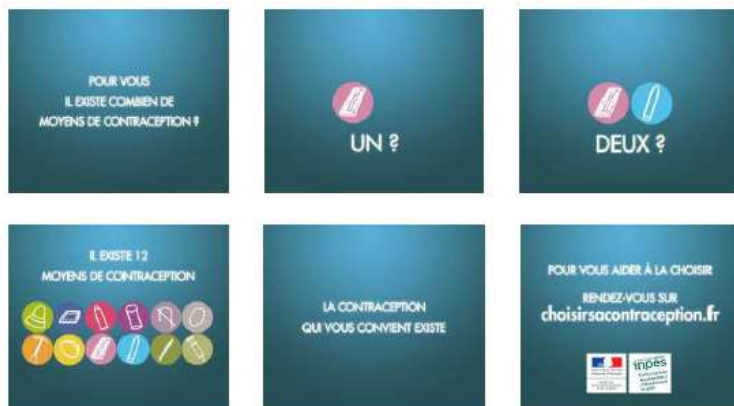 POUR VOUS
IL EXISTE COMBIEN DE
MOYENS DE CONTRACEPTION ?
UN ?
DEUX ?
IL EXISTE 12
MOYENS DE CONTRACEPTION
LA CONTRACEPTION
QUI VOUS CONVIENT EXISTE
POUR VOUS AIDER À LA CHOISIR
RENDEZ-VOUS SUR
choisirsacontraception.fr
inpes